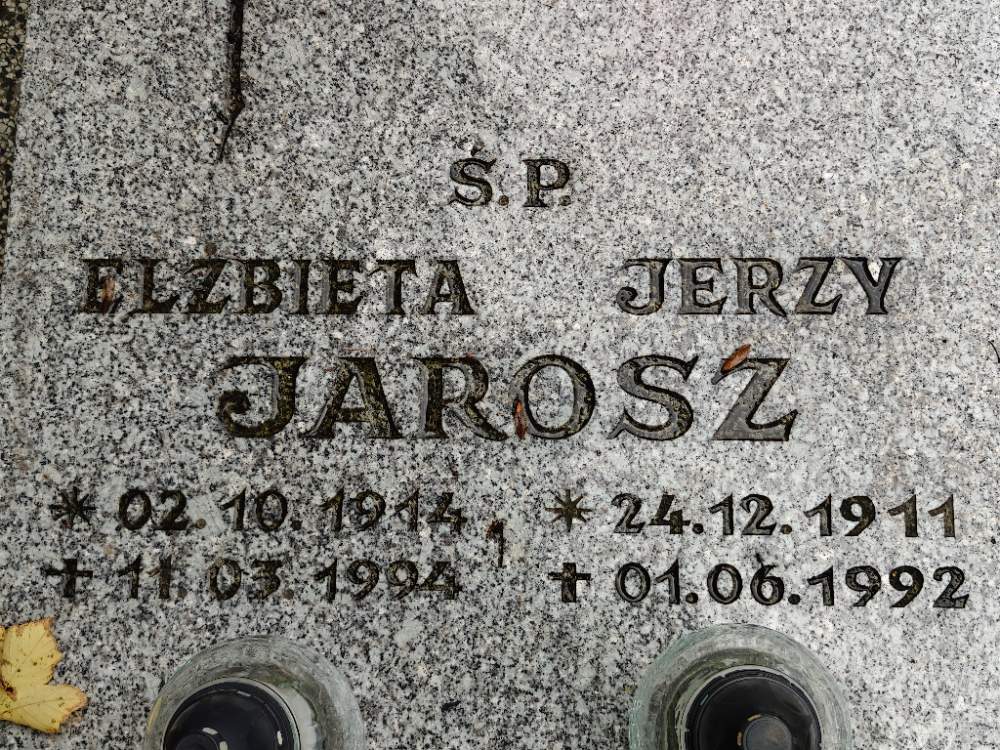 Ś.P.
ELŻBIETA JERZY
JAROSZ
* 02.10.1914 * 24.12.1911
† 11.03.1994 † 01.06.1992